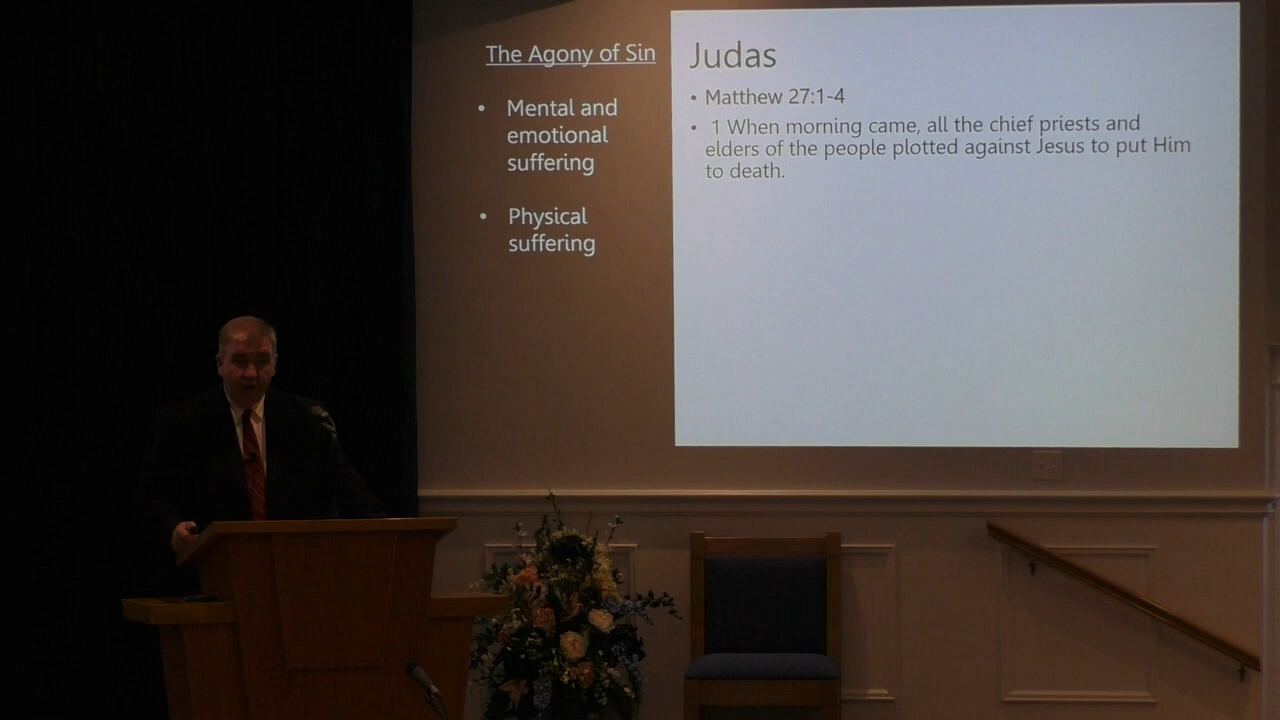 The Agony of Sin
• Mental and
emotional
suffering
• Physical
suffering
Judas
• Matthew 27:1-4
• 1 When morning came, all the chief priests and
elders of the people plotted against Jesus to put Him
to death.